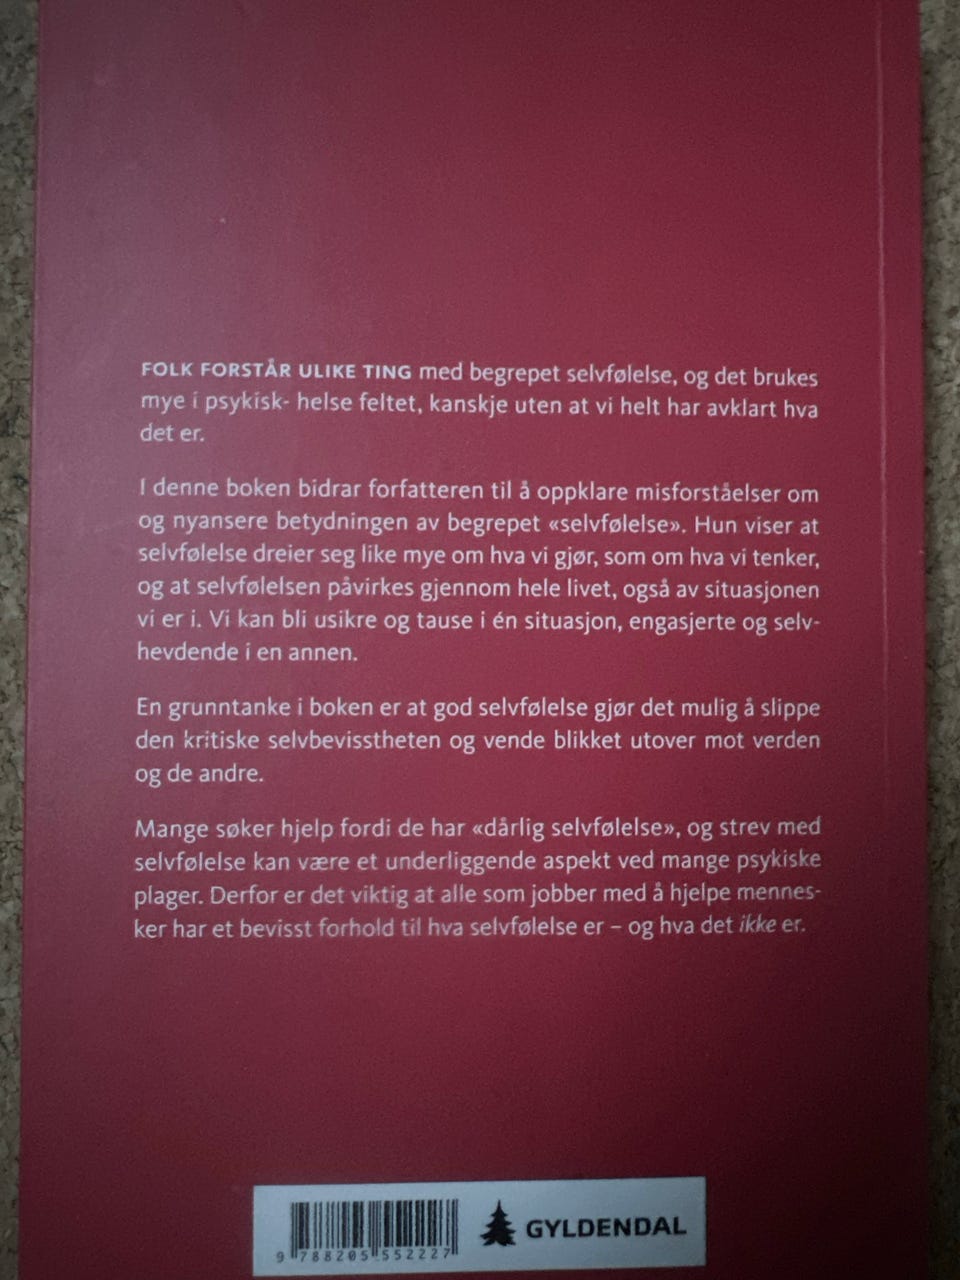 FOLK FORSTÅR ULIKE TING med begrepet selvfølelse, og det brukes
mye i psykisk- helse feltet, kanskje uten at vi helt har avklart hva
det er.
I denne boken bidrar forfatteren til å oppklare misforståelser om
og nyansere betydningen av begrepet «selvfølelse». Hun viser at
selvfølelse dreier seg like mye om hva vi gjør, som om hva vi tenker,
og at selvfølelsen påvirkes gjennom hele livet, også av situasjonen
vi er i. Vi kan bli usikre og tause i én situasjon, engasjerte og selv-
hevdende i en annen.
En grunntanke i boken er at god selvfølelse gjør det mulig å slippe
den kritiske selvbevisstheten og vende blikket utover mot verden
og de andre.
Mange søker hjelp fordi de har «dårlig selvfølelse», og strev med
selvfølelse kan være et underliggende aspekt ved mange psykiske
plager. Derfor er det viktig at alle som jobber med å hjelpe mennes-
ker har et bevisst forhold til hva selvfølelse er – og hva det ikke er.
GYLDENDAL
9 788205 552227